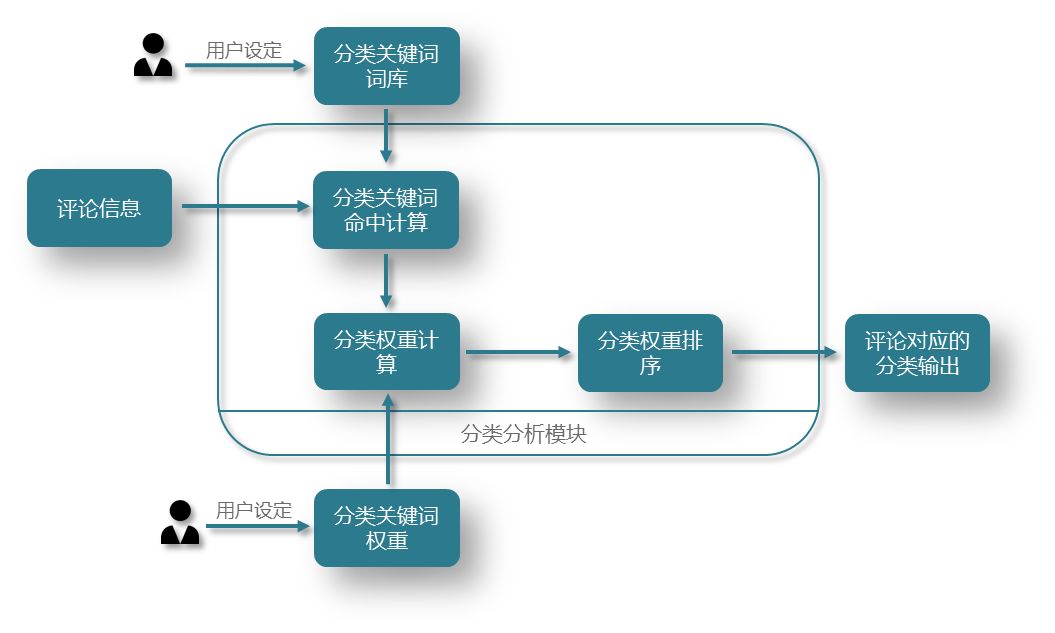 用户设定
分类关键词
词库
评论信息
分类关键词
命中计算
分类权重计
算
分类权重排
序
评论对应的
分类输出
分类分析模块
用户设定
分类关键词
权重